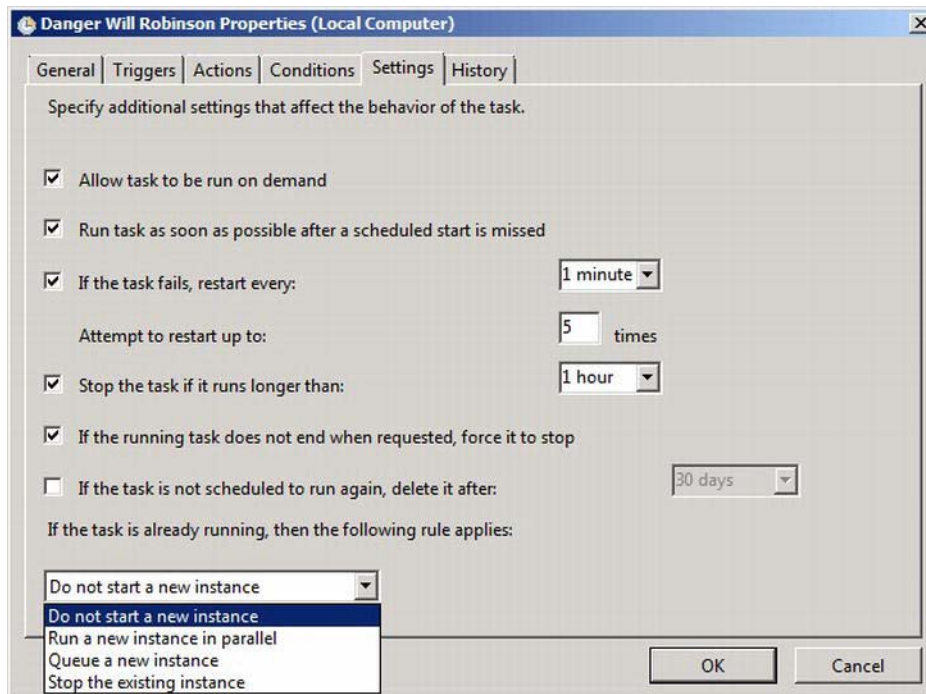 Danger Will Robinson Properties (Local Computer)
General Triggers Actions Conditions Settings History
Specify additional settings that affect the behavior of the task.
Allow task to be run on demand
Run task as soon as possible after a scheduled start is missed
If the task fails, restart every: 1 minute
Attempt to restart up to: 5 times
Stop the task if it runs longer than: 1 hour
If the running task does not end when requested, force it to stop
If the task is not scheduled to run again, delete it after: 30 days
If the task is already running, then the following rule applies:
Do not start a new instance
Do not start a new instance
Run a new instance in parallel
Queue a new instance
Stop the existing instance
OK Cancel